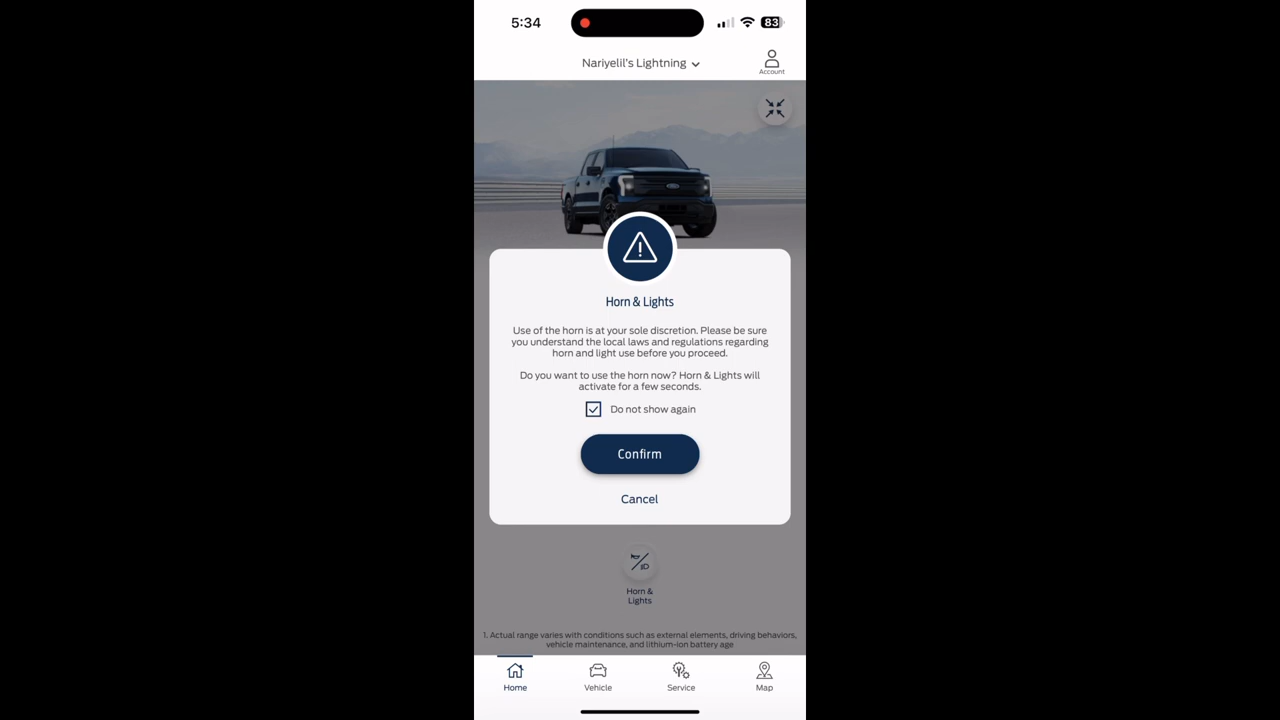 5:34
83
Nariyelil's Lightning
Account
Horn & Lights
Use of the horn is at your sole discretion. Please be sure
you understand the local laws and regulations regarding
horn and light use before you proceed.
Do you want to use the horn now? Horn & Lights will
activate for a few seconds.
Do not show again
Confirm
Cancel
Horn &
Lights
1. Actual range varies with conditions such as external elements, driving behaviors,
vehicle maintenance, and lithium-ion battery age
Home
Vehicle
Service
Map